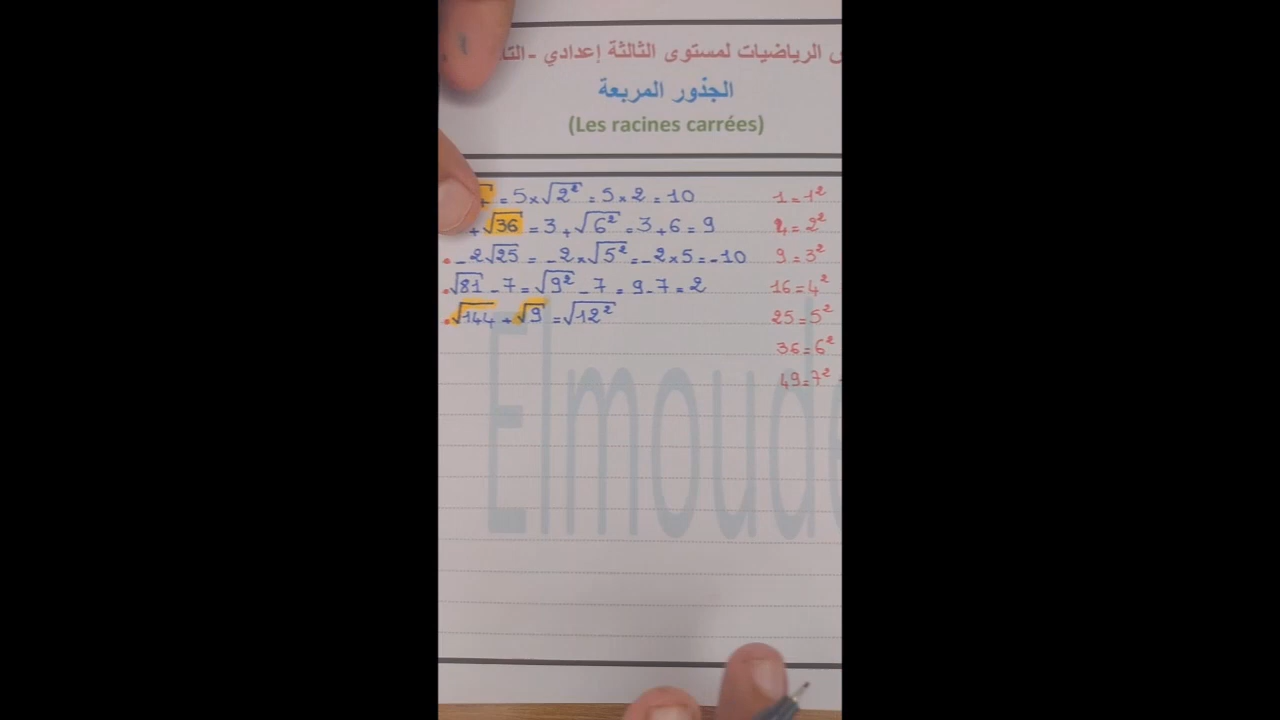 الرياضيات لمستوى الثالثة إعدادي -
الجذور المربعة
(Les racines carrées)
= 5×√2² = 5×2 = 10 1=1²
+√36 = 3+√6² = 3+6 = 9 4=2²
•-2√25 = -2×√5² = -2×5 = -10 9=3²
•√81 -7 = √9² -7 = 9-7 = 2 16=4²
•√144 + √9 = √12² 25=5²
36=6²
49=7²
Elmoude